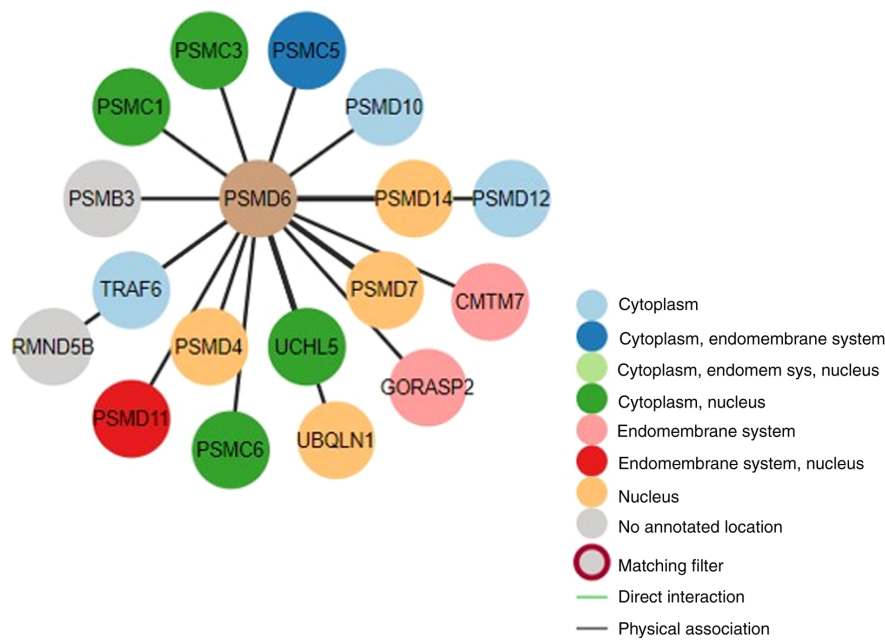 PSMC3
PSMC5
PSMC1
PSMD10
PSMB3
PSMD6
PSMD14
PSMD12
TRAF6
PSMD7
CMTM7
RMND5B
PSMD4
UCHL5
GORASP2
PSMD11
PSMC6
UBQLN1
Cytoplasm
Cytoplasm, endomembrane system
Cytoplasm, endomem sys, nucleus
Cytoplasm, nucleus
Endomembrane system
Endomembrane system, nucleus
Nucleus
No annotated location
Matching filter
Direct interaction
Physical association